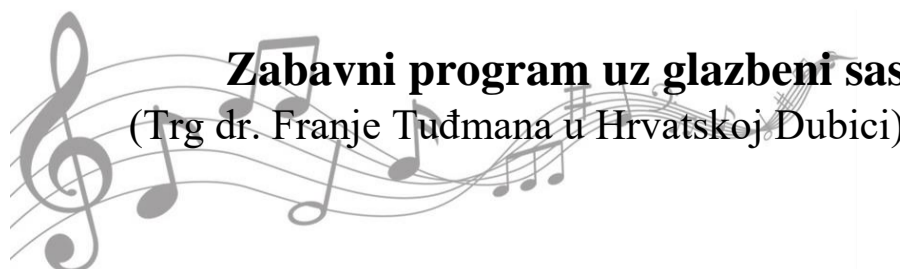 Zabavni program uz glazbeni sas
(Trg dr. Franje Tuđmana u Hrvatskoj Dubici)